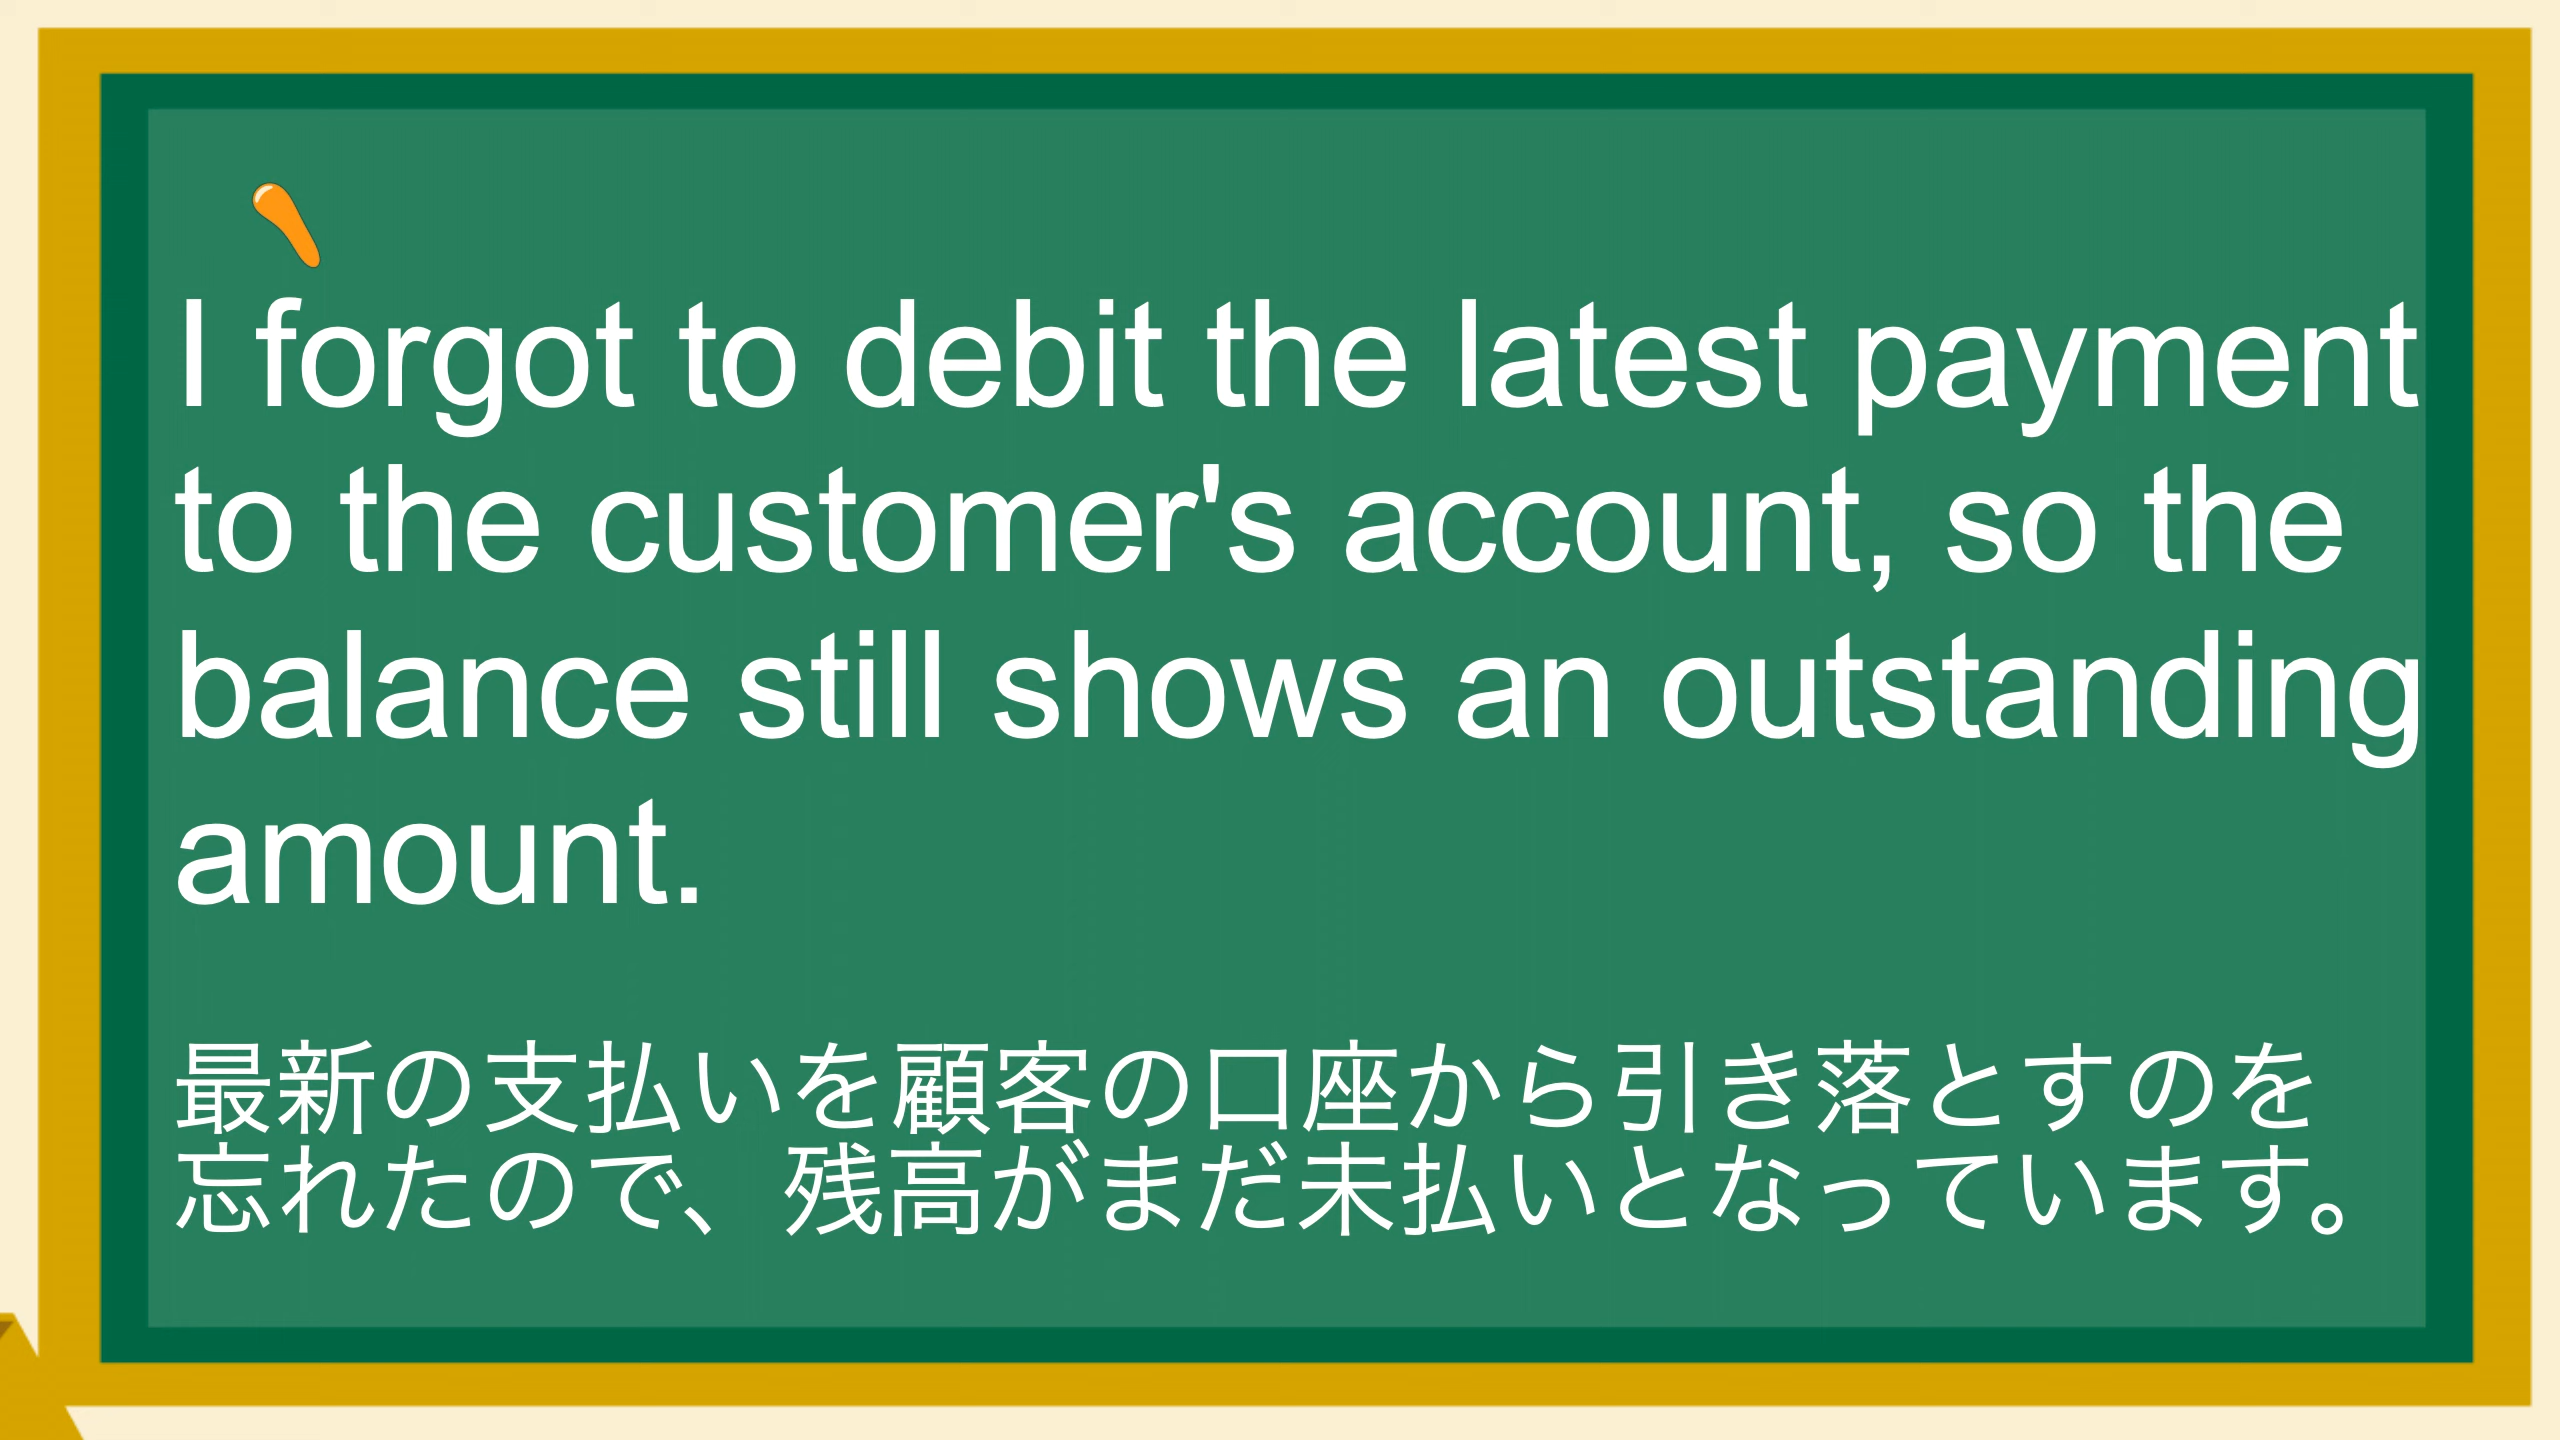 I forgot to debit the latest payment
to the customer's account, so the
balance still shows an outstanding
amount.
最新の支払いを顧客の口座から引き落とすのを
忘れたので、残高がまだ未払いとなっています。